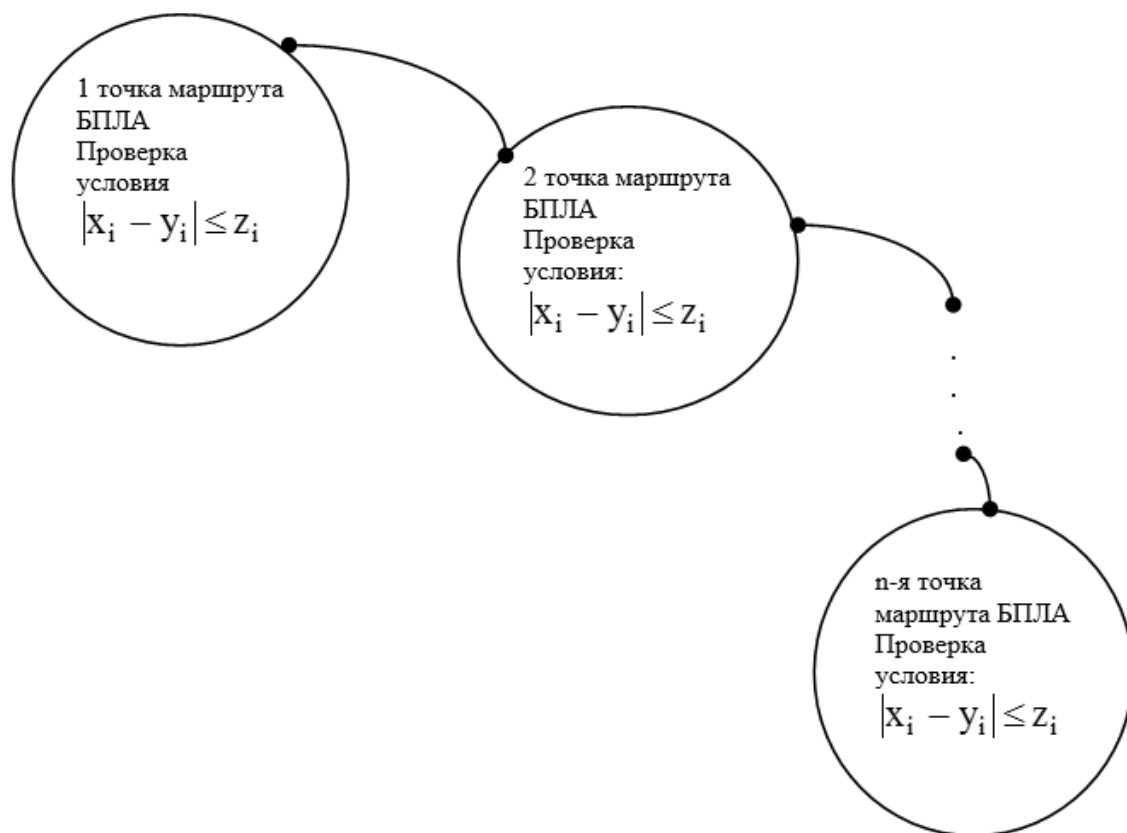 1 точка маршрута
БПЛА
Проверка
условия
|xᵢ − yᵢ| ≤ zᵢ
2 точка маршрута
БПЛА
Проверка
условия:
|xᵢ − yᵢ| ≤ zᵢ
n-я точка
маршрута БПЛА
Проверка
условия:
|xᵢ − yᵢ| ≤ zᵢ